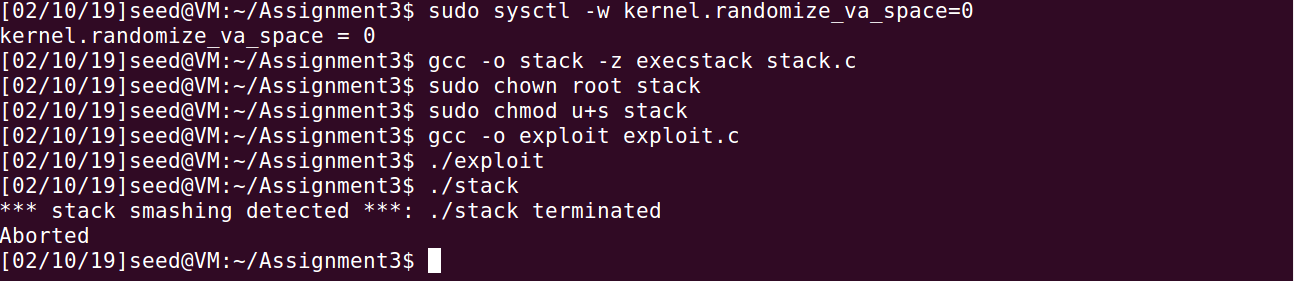 [02/10/19]seed@VM:~/Assignment3$ sudo sysctl -w kernel.randomize_va_space=0
kernel.randomize_va_space = 0
[02/10/19]seed@VM:~/Assignment3$ gcc -o stack -z execstack stack.c
[02/10/19]seed@VM:~/Assignment3$ sudo chown root stack
[02/10/19]seed@VM:~/Assignment3$ sudo chmod u+s stack
[02/10/19]seed@VM:~/Assignment3$ gcc -o exploit exploit.c
[02/10/19]seed@VM:~/Assignment3$ ./exploit
[02/10/19]seed@VM:~/Assignment3$ ./stack
*** stack smashing detected ***: ./stack terminated
Aborted
[02/10/19]seed@VM:~/Assignment3$